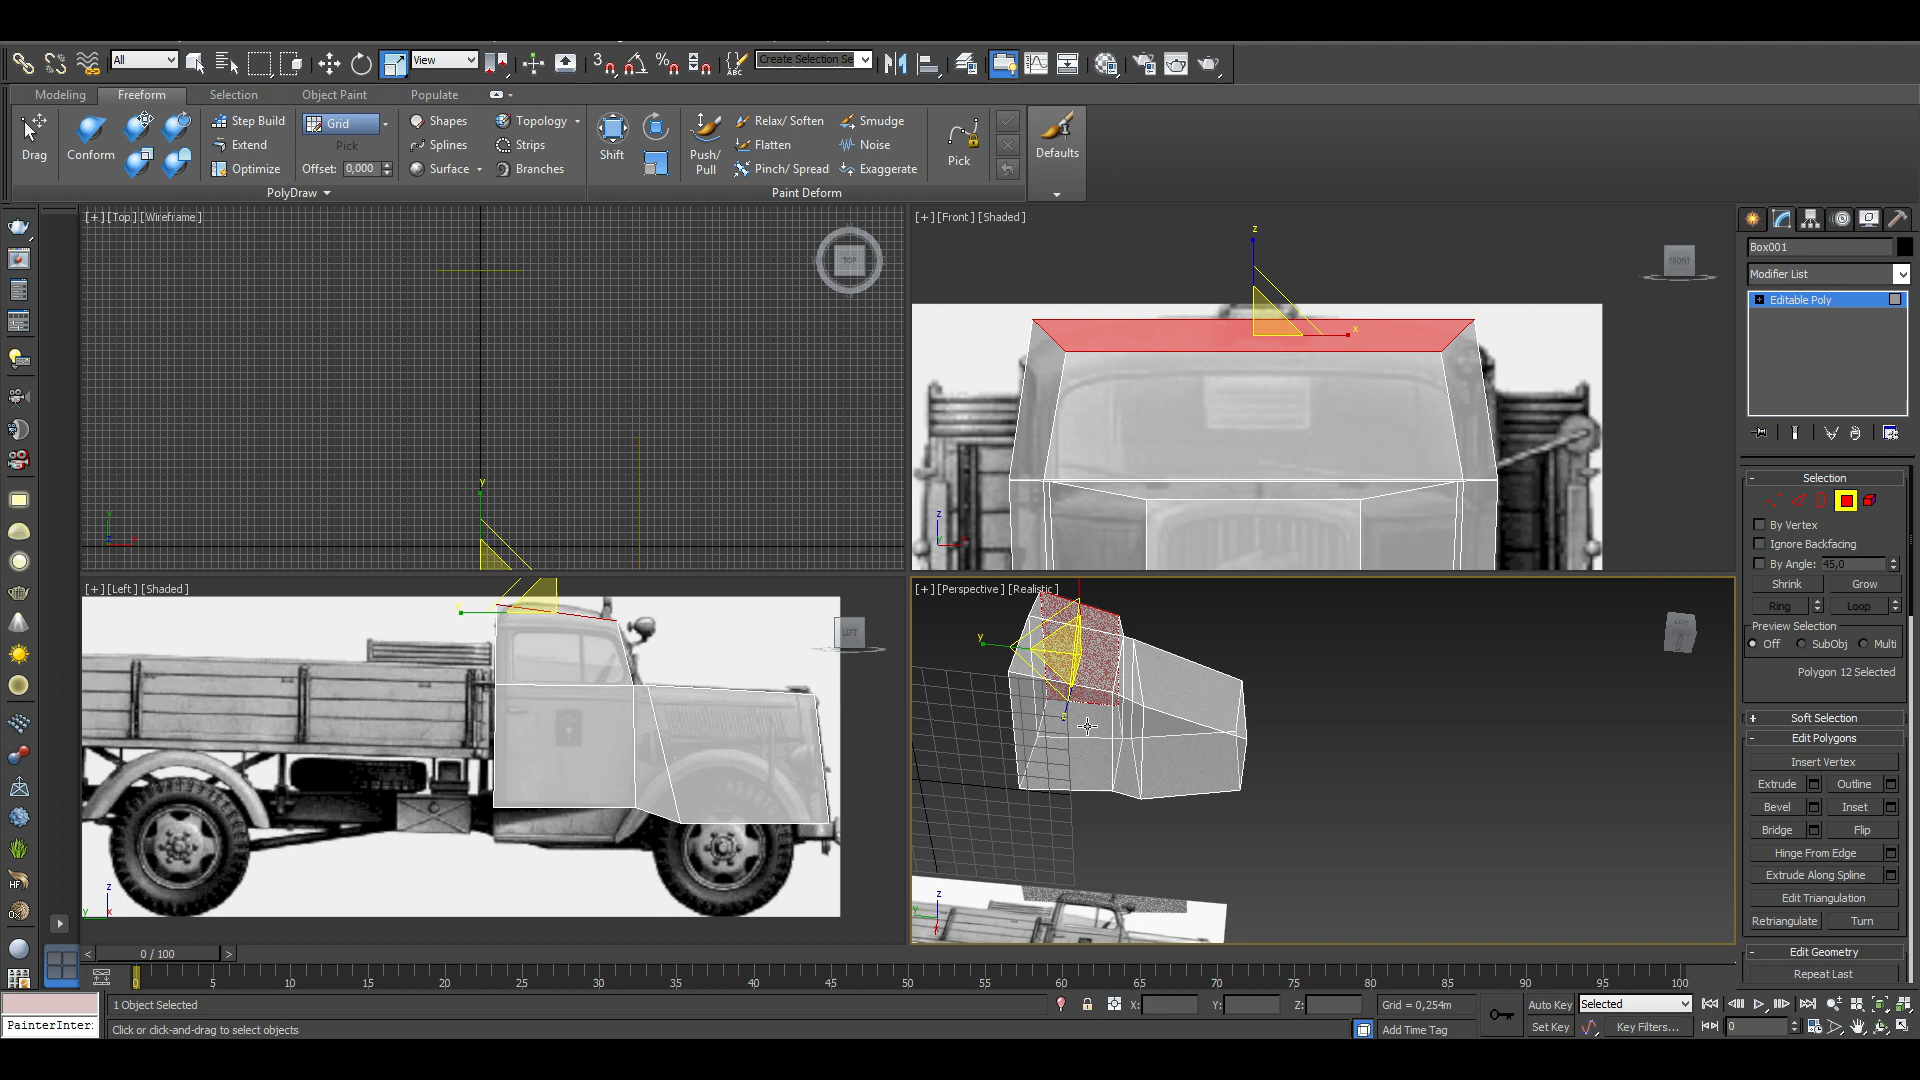 All
View
3
ABC
Create Selection Se
Modeling Freeform Selection Object Paint Populate
Drag
Conform
Step Build
Extend
Optimize
Grid
Pick
Offset: 0,000
Shapes
Splines
Surface
Topology
Strips
Branches
Shift
Push/
Pull
Relax/ Soften
Flatten
Pinch/ Spread
Smudge
Noise
Exaggerate
Pick
Defaults
PolyDraw
Paint Deform
[+] [Top] [Wireframe]
TOP
y
[+] [Front] [Shaded]
FRONT
z
x
z
[+] [Left] [Shaded]
LEFT
z
y x
[+] [Perspective] [Realistic]
y
z
z
Box001
Modifier List
Editable Poly
Selection
By Vertex
Ignore Backfacing
By Angle: 45,0
Shrink Grow
Ring Loop
Preview Selection
Off SubObj Multi
Polygon 12 Selected
+ Soft Selection
- Edit Polygons
Insert Vertex
Extrude Outline
Bevel Inset
Bridge Flip
Hinge From Edge
Extrude Along Spline
Edit Triangulation
Retriangulate Turn
- Edit Geometry
Repeat Last
HF
Ox
< 0 / 100 >
0 5 10 15 20 25 30 35 40 45 50 55 60 65 70 75 80 85 90 95 100
1 Object Selected
X: Y: Z: Grid = 0,254m
Auto Key Selected
PainterInter:
Click or click-and-drag to select objects
Add Time Tag
Set Key Key Filters...
0